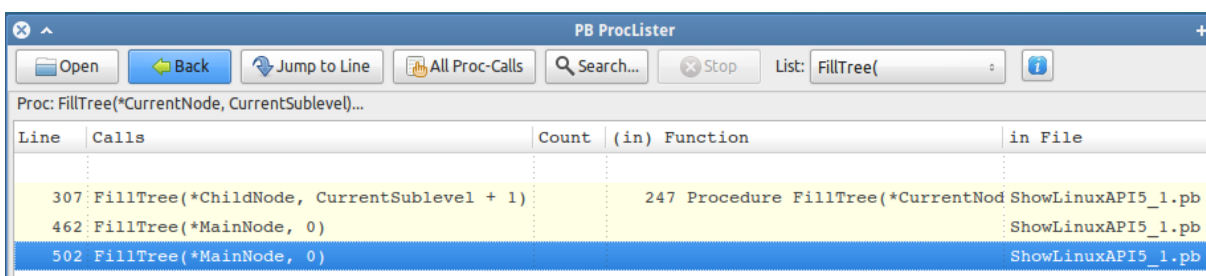 PB ProcLister
Open Back Jump to Line All Proc-Calls Search... Stop List: FillTree(
Proc: FillTree(*CurrentNode, CurrentSublevel)...
Line Calls Count (in) Function in File
307 FillTree(*ChildNode, CurrentSublevel + 1) 247 Procedure FillTree(*CurrentNod ShowLinuxAPI5_1.pb
462 FillTree(*MainNode, 0) ShowLinuxAPI5_1.pb
502 FillTree(*MainNode, 0) ShowLinuxAPI5_1.pb